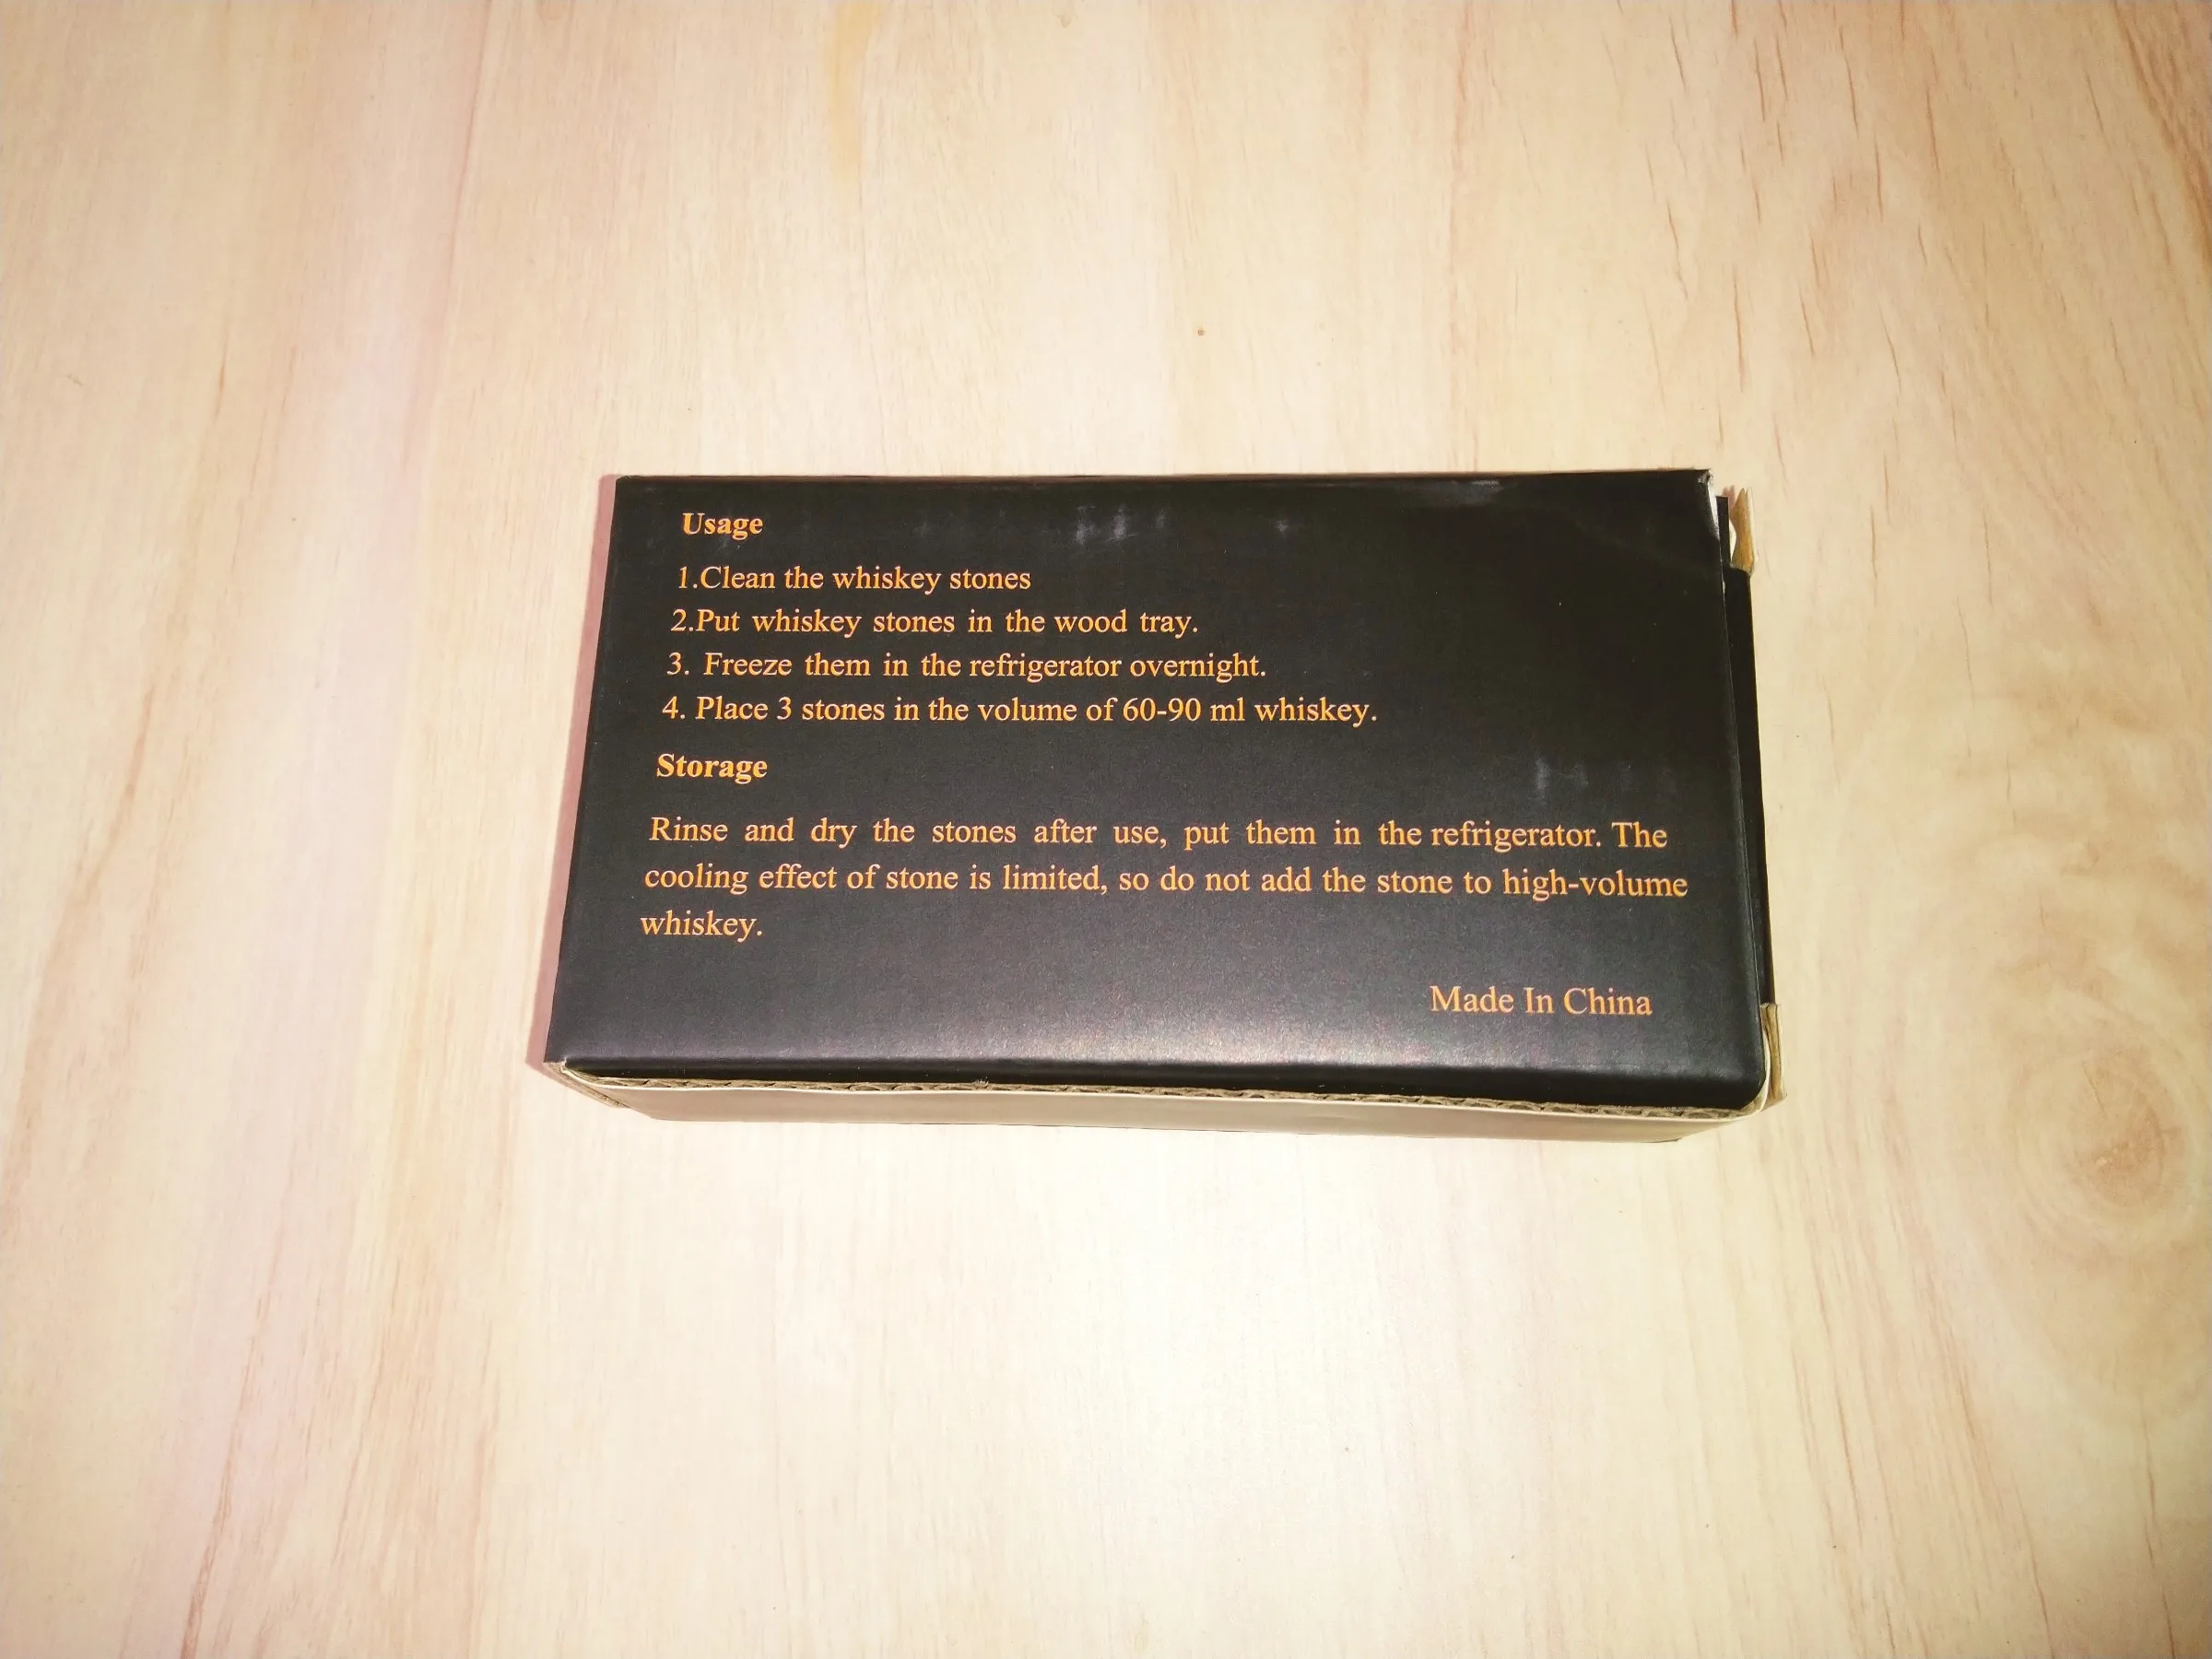 Usage
1.Clean the whiskey stones
2.Put whiskey stones in the wood tray.
3. Freeze them in the refrigerator overnight.
4. Place 3 stones in the volume of 60-90 ml whiskey.
Storage
Rinse and dry the stones after use, put them in the refrigerator. The
cooling effect of stone is limited, so do not add the stone to high-volume
whiskey.
Made In China